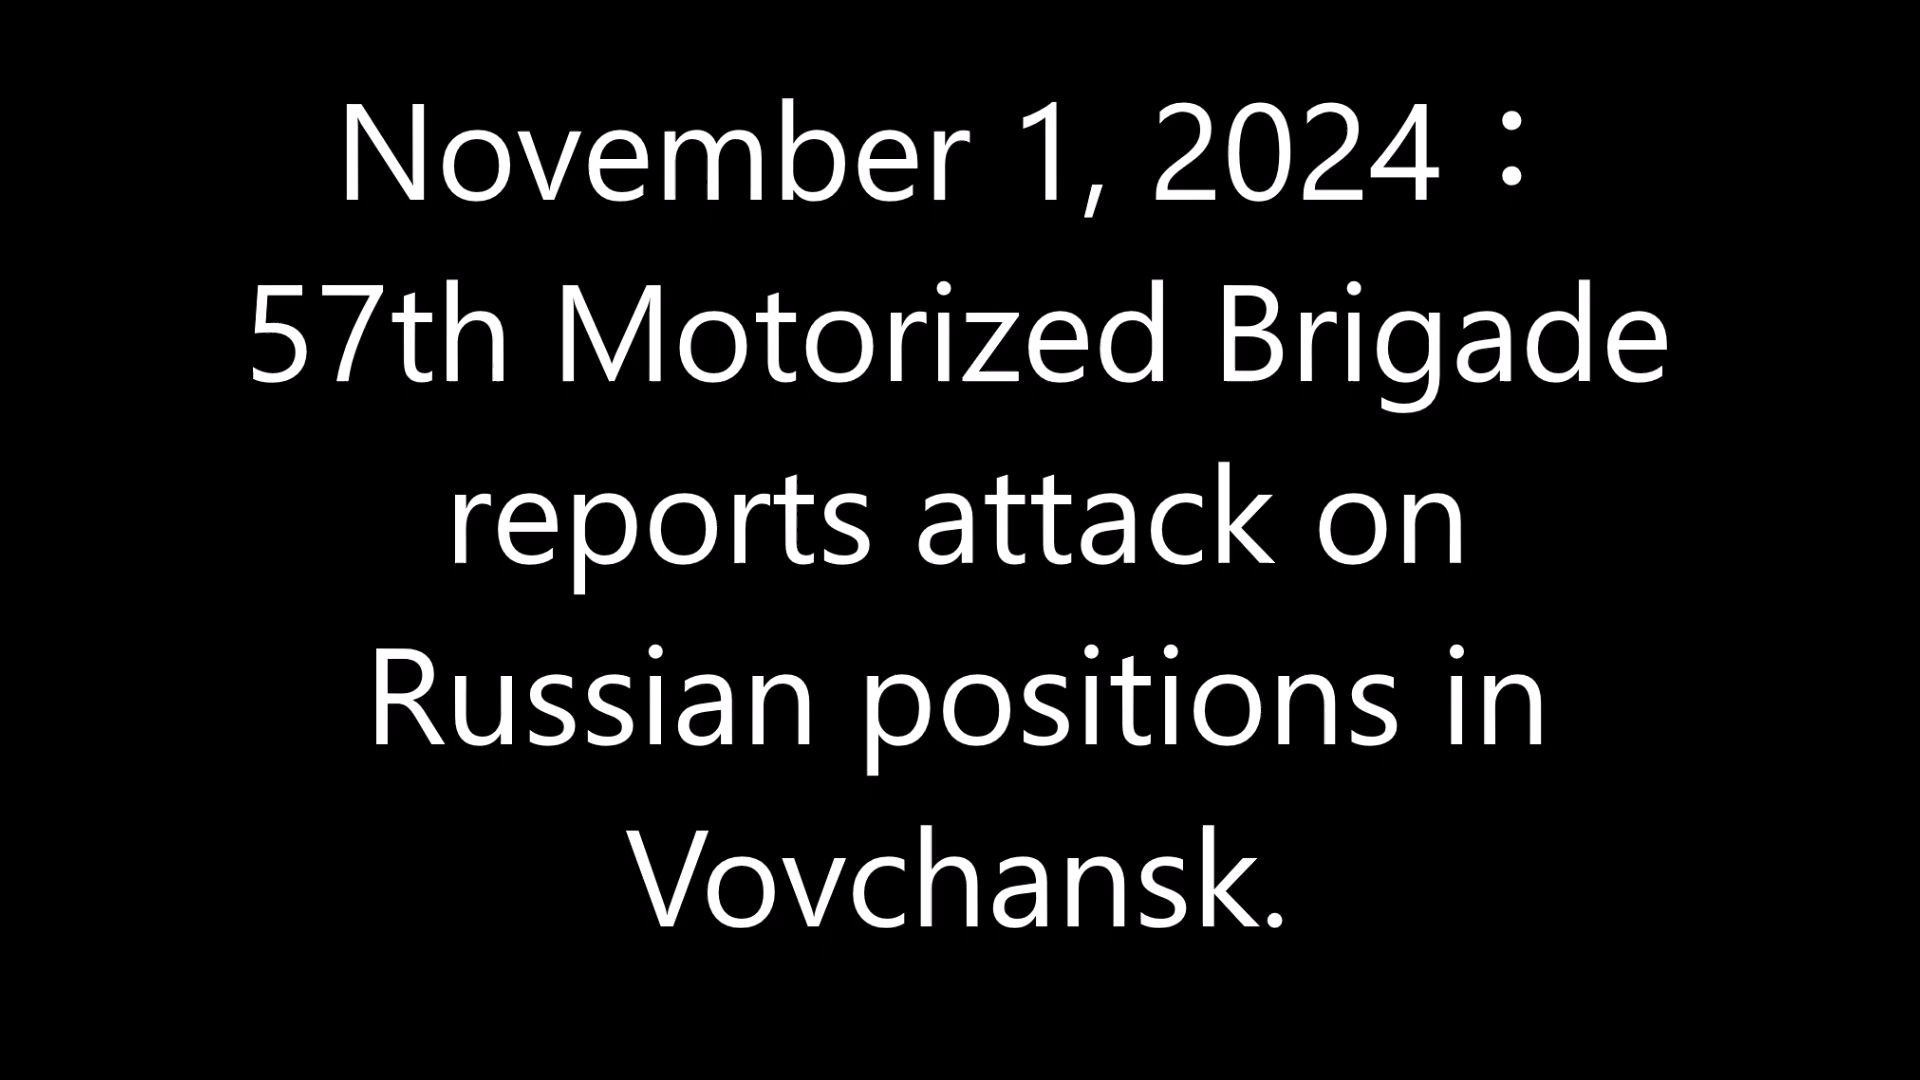 November 1, 2024：
57th Motorized Brigade
reports attack on
Russian positions in
Vovchansk.